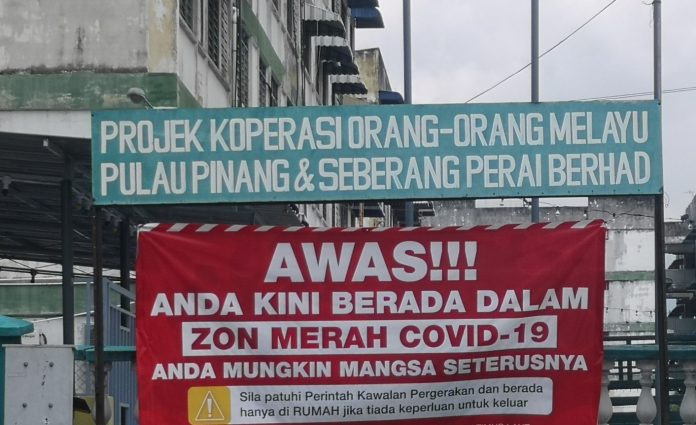 PROJEK KOPERASI ORANG-ORANG MELAYU
PULAU PINANG & SEBERANG PERAI BERHAD
AWAS!!!
ANDA KINI BERADA DALAM
ZON MERAH COVID-19
ANDA MUNGKIN MANGSA SETERUSNYA
Sila patuhi Perintah Kawalan Pergerakan dan berada
hanya di RUMAH jika tiada keperluan untuk keluar